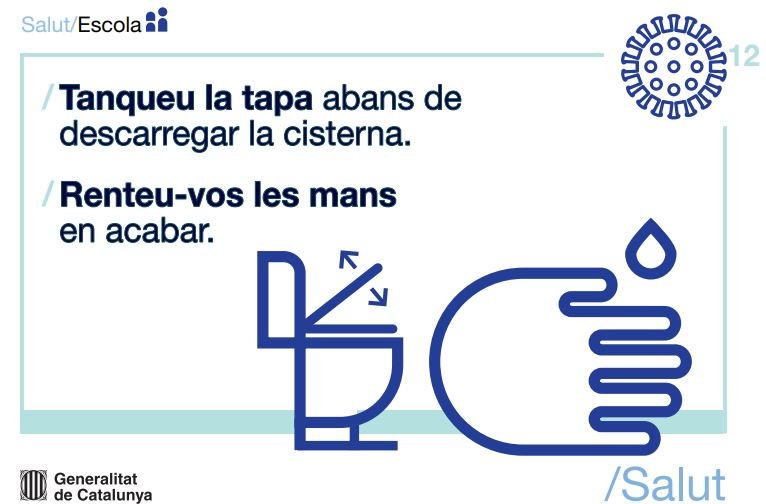 Salut/Escola
12
/Tanqueu la tapa abans de
descarregar la cisterna.
/Renteu-vos les mans
en acabar.
Generalitat
de Catalunya
/Salut